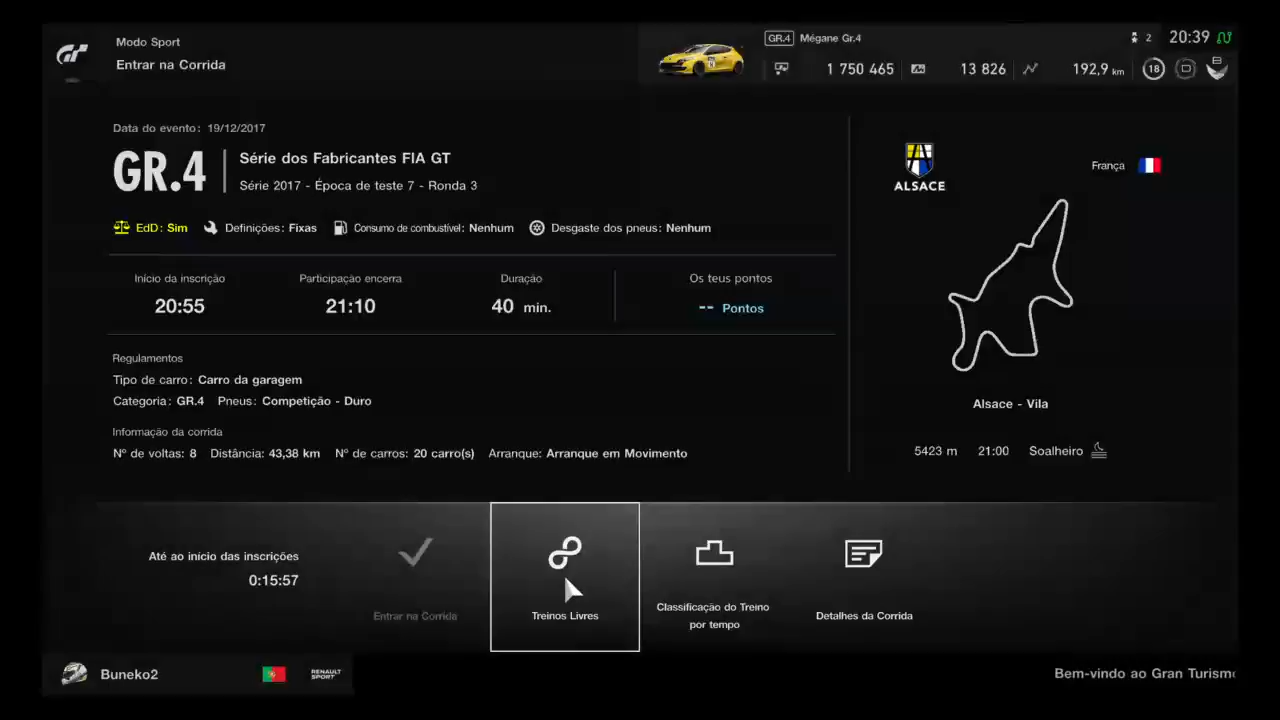 Modo Sport
Entrar na Corrida
GR.4 Mégane Gr.4
2 20:39
1 750 465 13 826 192,9 km 18
Data do evento: 19/12/2017
GR.4
Série dos Fabricantes FIA GT
Série 2017 - Época de teste 7 - Ronda 3
EdD: Sim Definições: Fixas Consumo de combustível: Nenhum Desgaste dos pneus: Nenhum
Início da inscrição Participação encerra Duração Os teus pontos
20:55 21:10 40 min. -- Pontos
Regulamentos
Tipo de carro: Carro da garagem
Categoria: GR.4 Pneus: Competição - Duro
Informação da corrida
Nº de voltas: 8 Distância: 43,38 km Nº de carros: 20 carro(s) Arranque: Arranque em Movimento
ALSACE
França
Alsace - Vila
5423 m 21:00 Soalheiro
Até ao início das inscrições
0:15:57
Entrar na Corrida
Treinos Livres
Classificação do Treino
por tempo
Detalhes da Corrida
Buneko2
RENAULT
SPORT
Bem-vindo ao Gran Turismo